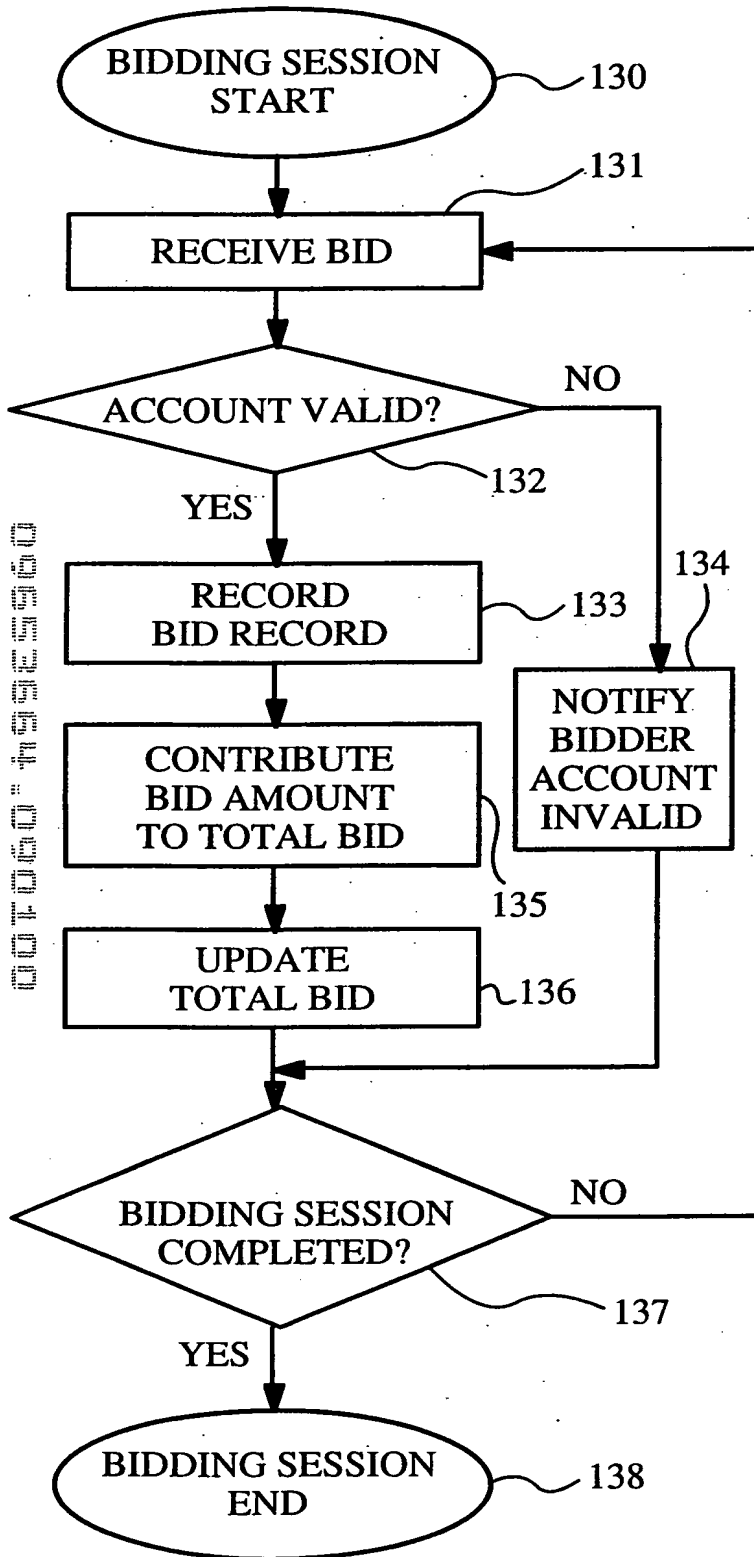 BIDDING SESSION
START
130
131
RECEIVE BID
ACCOUNT VALID?
NO
132
YES
RECORD
BID RECORD
133
134
NOTIFY
BIDDER
ACCOUNT
INVALID
CONTRIBUTE
BID AMOUNT
TO TOTAL BID
135
UPDATE
TOTAL BID
136
BIDDING SESSION
COMPLETED?
NO
137
YES
BIDDING SESSION
END
138